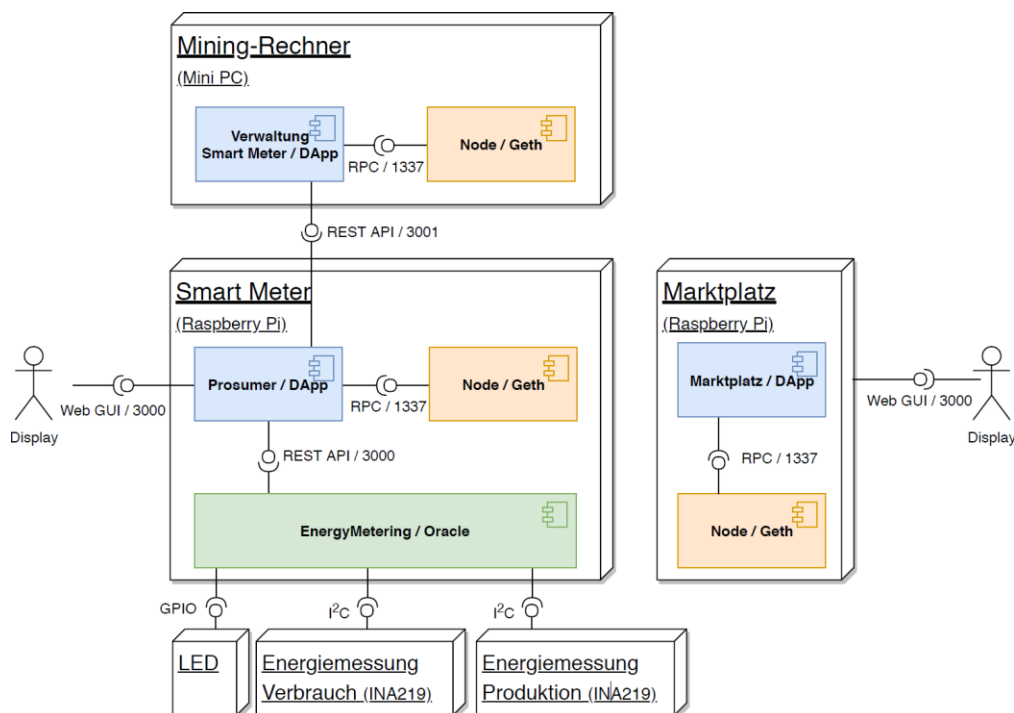 Mining-Rechner
(Mini PC)
Verwaltung
Smart Meter / DApp
RPC / 1337
Node / Geth
REST API / 3001
Smart Meter
(Raspberry Pi)
Prosumer / DApp
RPC / 1337
Node / Geth
Web GUI / 3000
Display
REST API / 3000
EnergyMetering / Oracle
Marktplatz
(Raspberry Pi)
Marktplatz / DApp
RPC / 1337
Node / Geth
Web GUI / 3000
Display
GPIO
I²C
I²C
LED
Energiemessung
Verbrauch (INA219)
Energiemessung
Produktion (INA219)